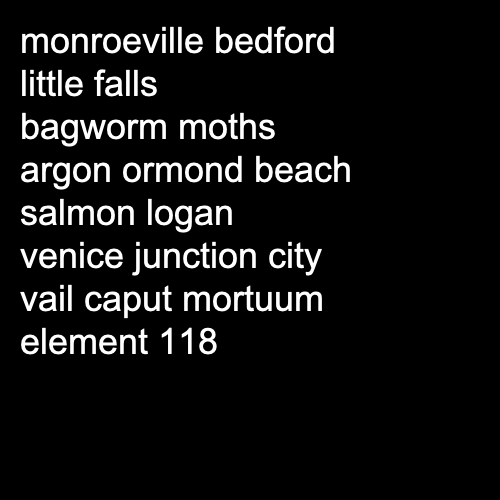 monroeville bedford
little falls
bagworm moths
argon ormond beach
salmon logan
venice junction city
vail caput mortuum
element 118